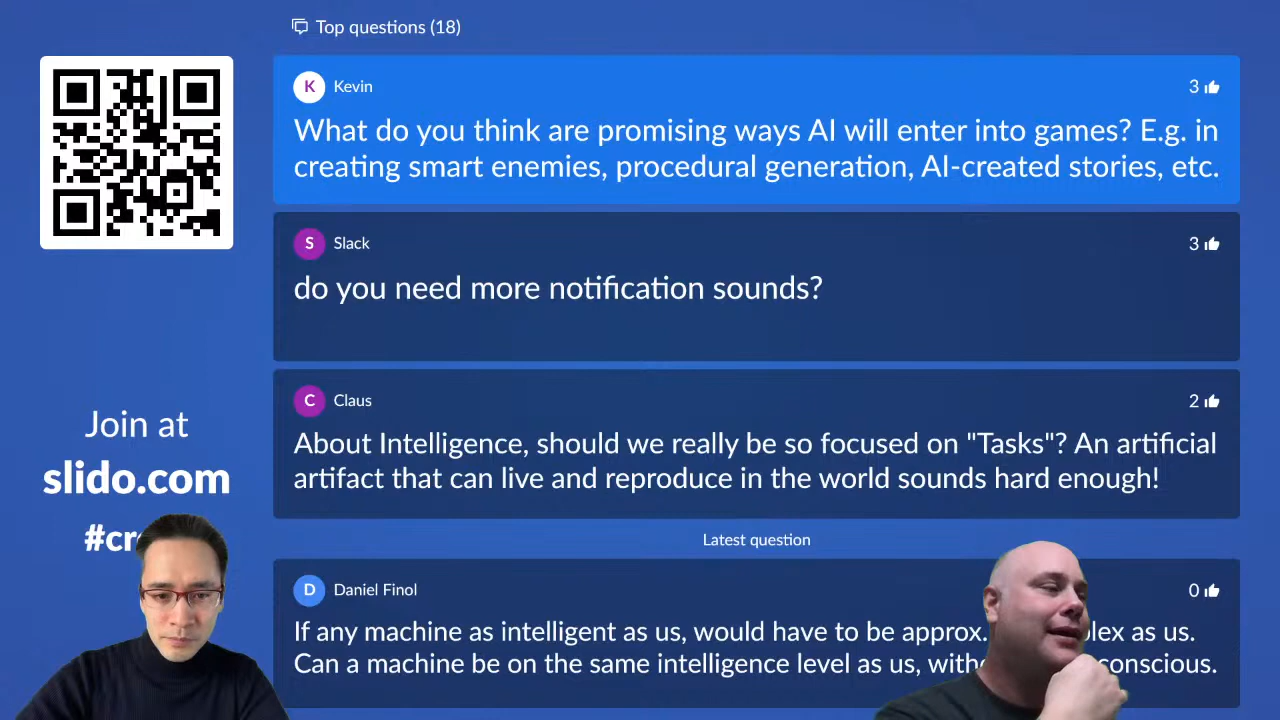 Top questions (18)
K Kevin 3
What do you think are promising ways AI will enter into games? E.g. in
creating smart enemies, procedural generation, AI-created stories, etc.
S Slack 3
do you need more notification sounds?
C Claus 2
About Intelligence, should we really be so focused on "Tasks"? An artificial
artifact that can live and reproduce in the world sounds hard enough!
Join at
slido.com
Latest question
D Daniel Finol 0
If any machine as intelligent as us, would have to be approx. as us.
Can a machine be on the same intelligence level as us, conscious.